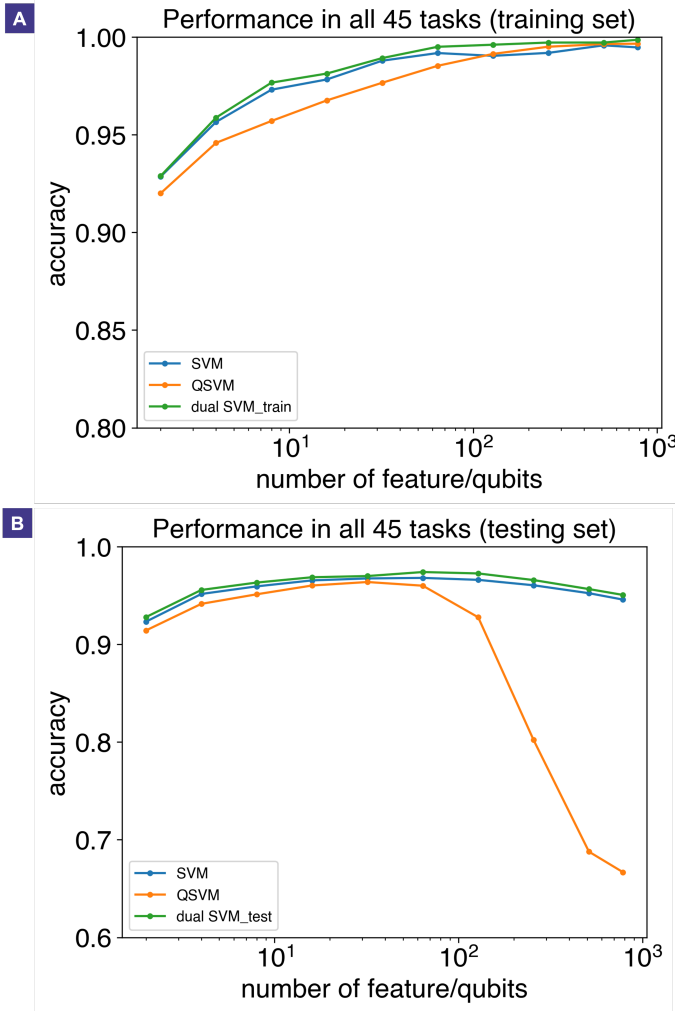 A
Performance in all 45 tasks (training set)
1.00
0.95
0.90
0.85
0.80
accuracy
SVM
QSVM
dual SVM_train
10¹ 10² 10³
number of feature/qubits
B
Performance in all 45 tasks (testing set)
1.0
0.9
0.8
0.7
0.6
accuracy
SVM
QSVM
dual SVM_test
10¹ 10² 10³
number of feature/qubits